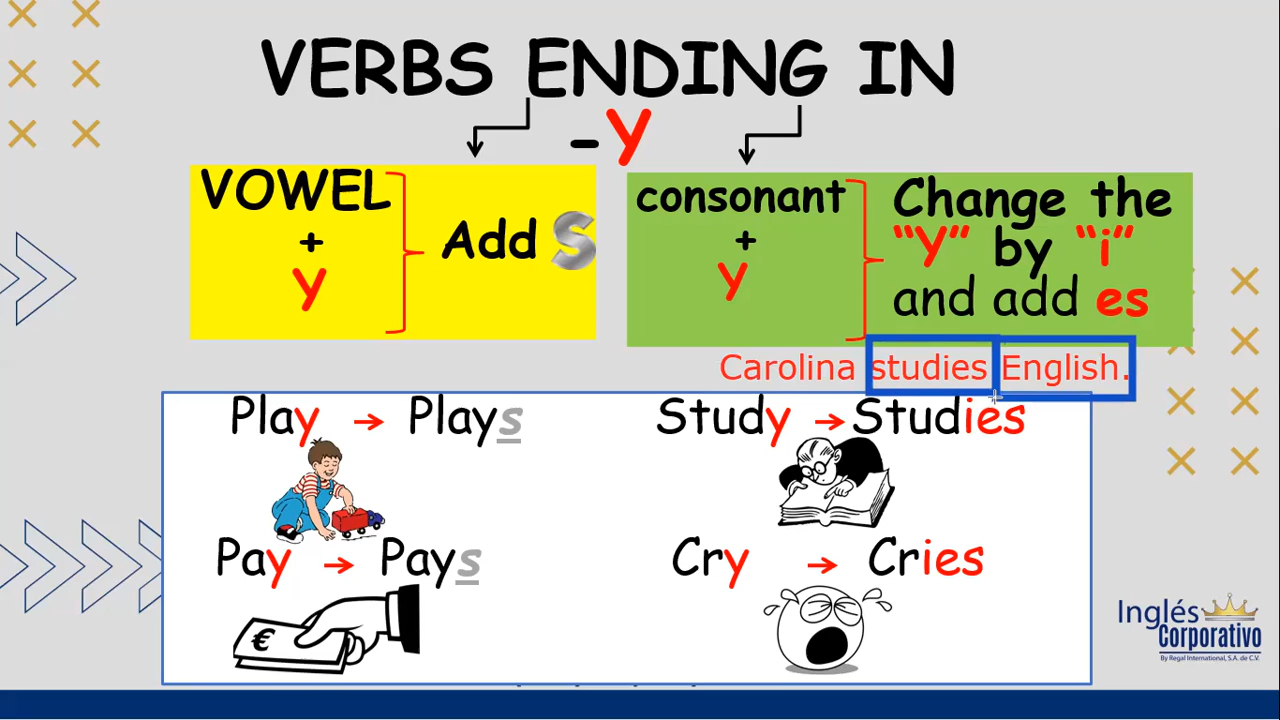 VERBS ENDING IN
-Y
VOWEL
+
Y
Add S
consonant
+
Y
Change the
“Y” by “i”
and add es
Carolina studies English.
Play → Plays
Study → Studies
Pay → Pays
Cry → Cries
€
Inglés
Corporativo
By Regal International, S.A. de C.V.